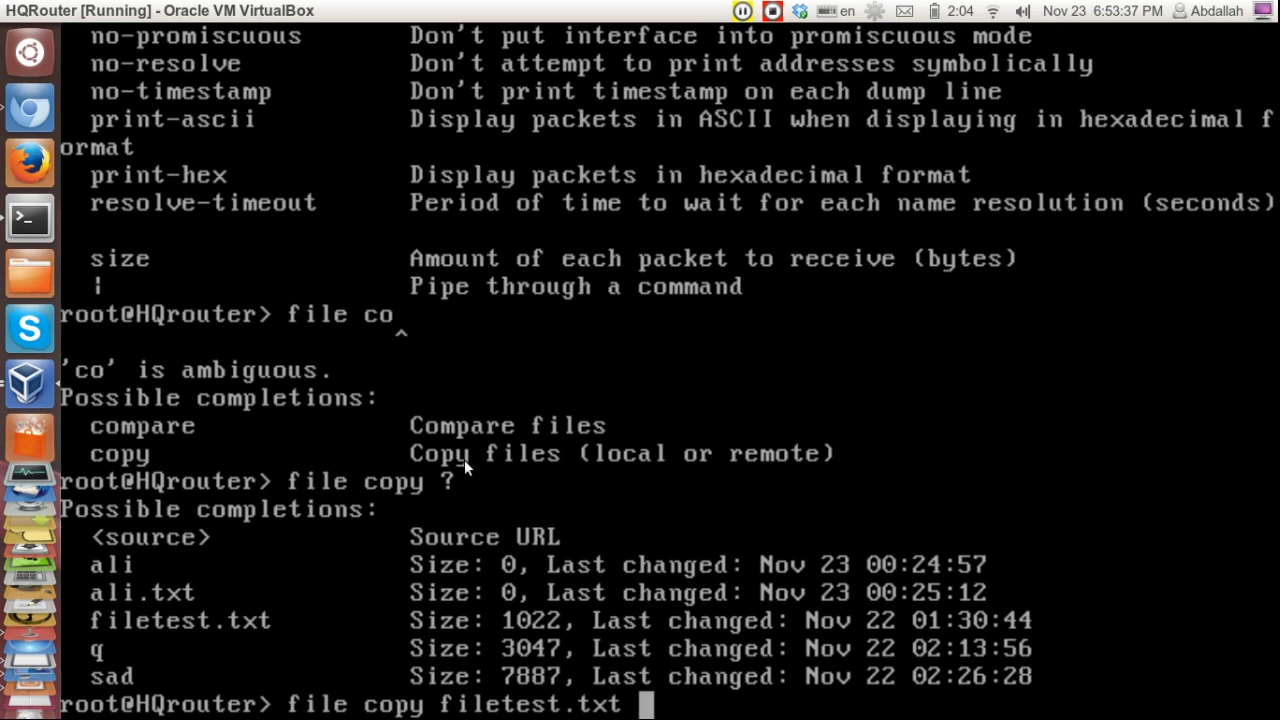 HQRouter [Running] - Oracle VM VirtualBox en 2:04 Nov 23 6:53:37 PM Abdallah
no-promiscuous Don't put interface into promiscuous mode
no-resolve Don't attempt to print addresses symbolically
no-timestamp Don't print timestamp on each dump line
print-ascii Display packets in ASCII when displaying in hexadecimal f
ormat
print-hex Display packets in hexadecimal format
resolve-timeout Period of time to wait for each name resolution (seconds)
size Amount of each packet to receive (bytes)
| Pipe through a command
root@HQrouter> file co
^
'co' is ambiguous.
Possible completions:
compare Compare files
copy Copy files (local or remote)
root@HQrouter> file copy ?
Possible completions:
<source> Source URL
ali Size: 0, Last changed: Nov 23 00:24:57
ali.txt Size: 0, Last changed: Nov 23 00:25:12
filetest.txt Size: 1022, Last changed: Nov 22 01:30:44
q Size: 3047, Last changed: Nov 22 02:13:56
sad Size: 7887, Last changed: Nov 22 02:26:28
root@HQrouter> file copy filetest.txt